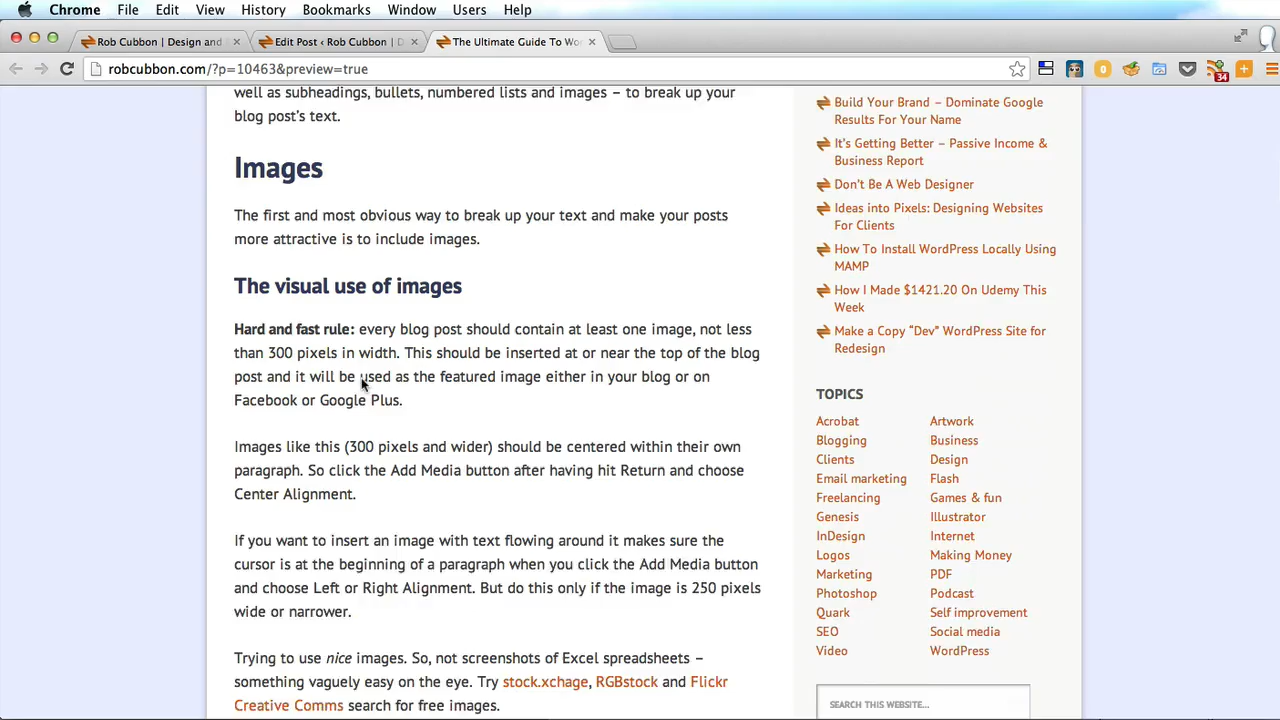 Chrome File Edit View History Bookmarks Window Users Help
Rob Cubbon | Design and
Edit Post ‹ Rob Cubbon | D
The Ultimate Guide To Wor
robcubbon.com/?p=10463&preview=true
34
well as subheadings, bullets, numbered lists and images – to break up your
blog post's text.
Images
The first and most obvious way to break up your text and make your posts
more attractive is to include images.
The visual use of images
Hard and fast rule: every blog post should contain at least one image, not less
than 300 pixels in width. This should be inserted at or near the top of the blog
post and it will be used as the featured image either in your blog or on
Facebook or Google Plus.
Images like this (300 pixels and wider) should be centered within their own
paragraph. So click the Add Media button after having hit Return and choose
Center Alignment.
If you want to insert an image with text flowing around it makes sure the
cursor is at the beginning of a paragraph when you click the Add Media button
and choose Left or Right Alignment. But do this only if the image is 250 pixels
wide or narrower.
Trying to use nice images. So, not screenshots of Excel spreadsheets –
something vaguely easy on the eye. Try stock.xchage, RGBstock and Flickr
Creative Comms search for free images.
Build Your Brand – Dominate Google
Results For Your Name
It's Getting Better – Passive Income &
Business Report
Don't Be A Web Designer
Ideas into Pixels: Designing Websites
For Clients
How To Install WordPress Locally Using
MAMP
How I Made $1421.20 On Udemy This
Week
Make a Copy "Dev" WordPress Site for
Redesign
TOPICS
Acrobat
Blogging
Clients
Email marketing
Freelancing
Genesis
InDesign
Logos
Marketing
Photoshop
Quark
SEO
Video
Artwork
Business
Design
Flash
Games & fun
Illustrator
Internet
Making Money
PDF
Podcast
Self improvement
Social media
WordPress
SEARCH THIS WEBSITE...